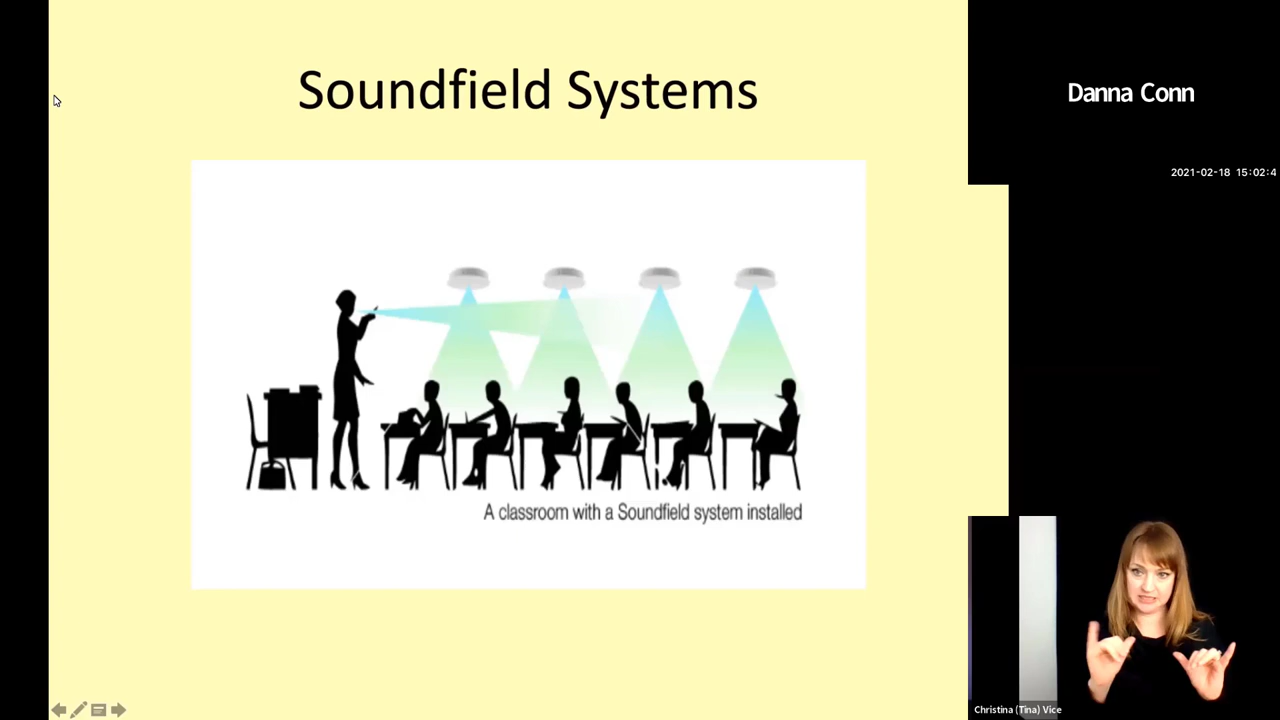 Soundfield Systems
A classroom with a Soundfield system installed
Danna Conn
2021-02-18 15:02:4
Christina (Tina) Vice